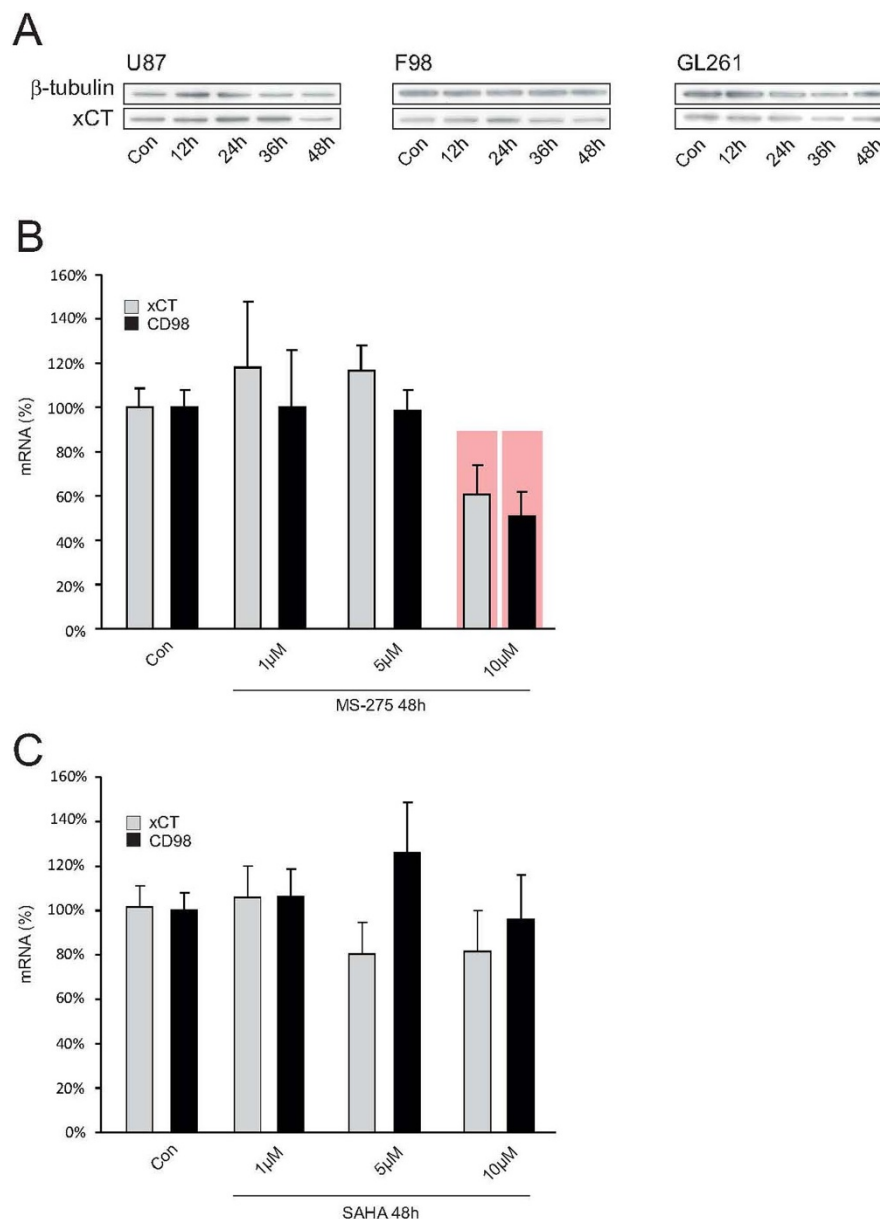 A
U87
F98
GL261
β-tubulin
xCT
Con 12h 24h 36h 48h
Con 12h 24h 36h 48h
Con 12h 24h 36h 48h
B
mRNA (%)
160%
140%
120%
100%
80%
60%
40%
20%
0%
xCT
CD98
Con
1µM
5µM
10µM
MS-275 48h
C
mRNA (%)
160%
140%
120%
100%
80%
60%
40%
20%
0%
xCT
CD98
Con
1µM
5µM
10µM
SAHA 48h